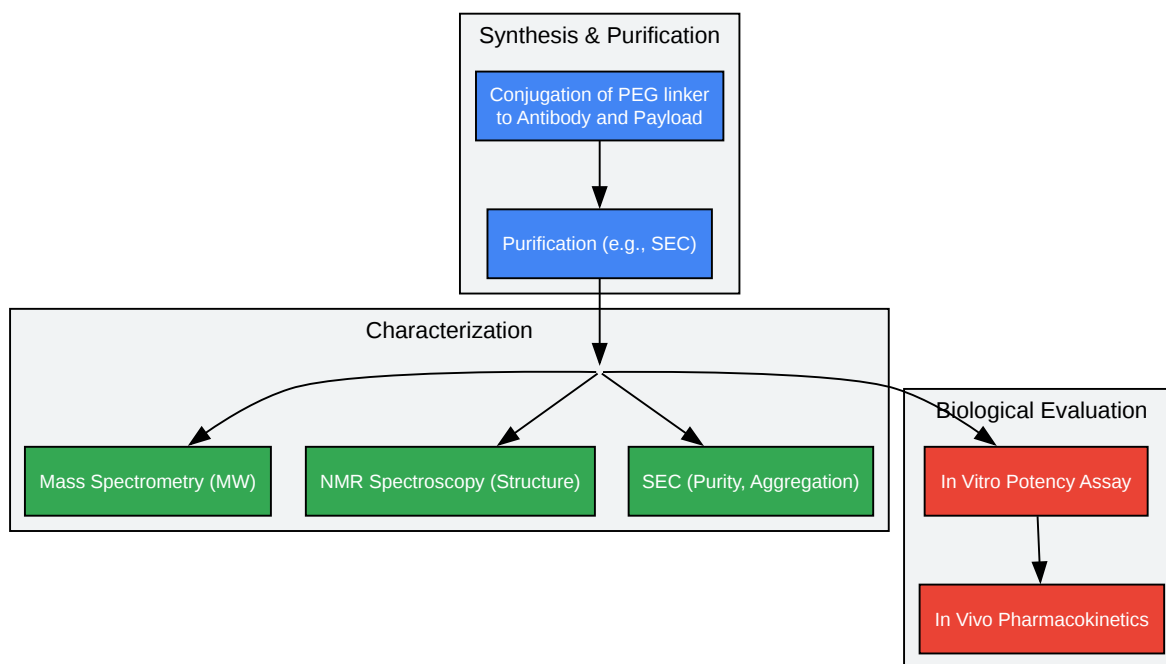 Synthesis & Purification
Conjugation of PEG linker
to Antibody and Payload
Purification (e.g., SEC)
Characterization
Mass Spectrometry (MW)
NMR Spectroscopy (Structure)
SEC (Purity, Aggregation)
Biological Evaluation
In Vitro Potency Assay
In Vivo Pharmacokinetics